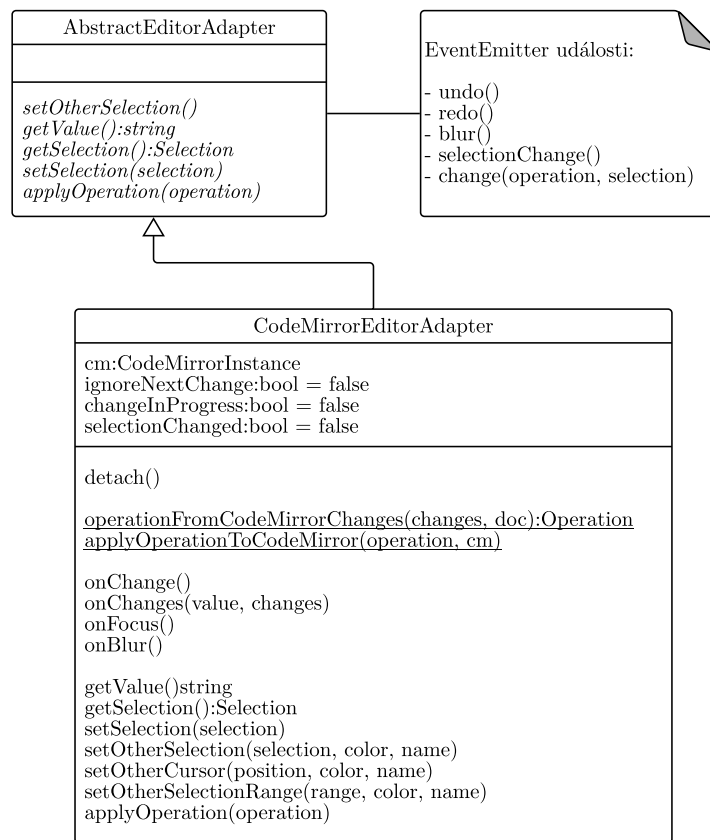 AbstractEditorAdapter
setOtherSelection()
getValue():string
getSelection():Selection
setSelection(selection)
applyOperation(operation)
EventEmitter události:
- undo()
- redo()
- blur()
- selectionChange()
- change(operation, selection)
CodeMirrorEditorAdapter
cm:CodeMirrorInstance
ignoreNextChange:bool = false
changeInProgress:bool = false
selectionChanged:bool = false
detach()
operationFromCodeMirrorChanges(changes, doc):Operation
applyOperationToCodeMirror(operation, cm)
onChange()
onChanges(value, changes)
onFocus()
onBlur()
getValue()string
getSelection():Selection
setSelection(selection)
setOtherSelection(selection, color, name)
setOtherCursor(position, color, name)
setOtherSelectionRange(range, color, name)
applyOperation(operation)